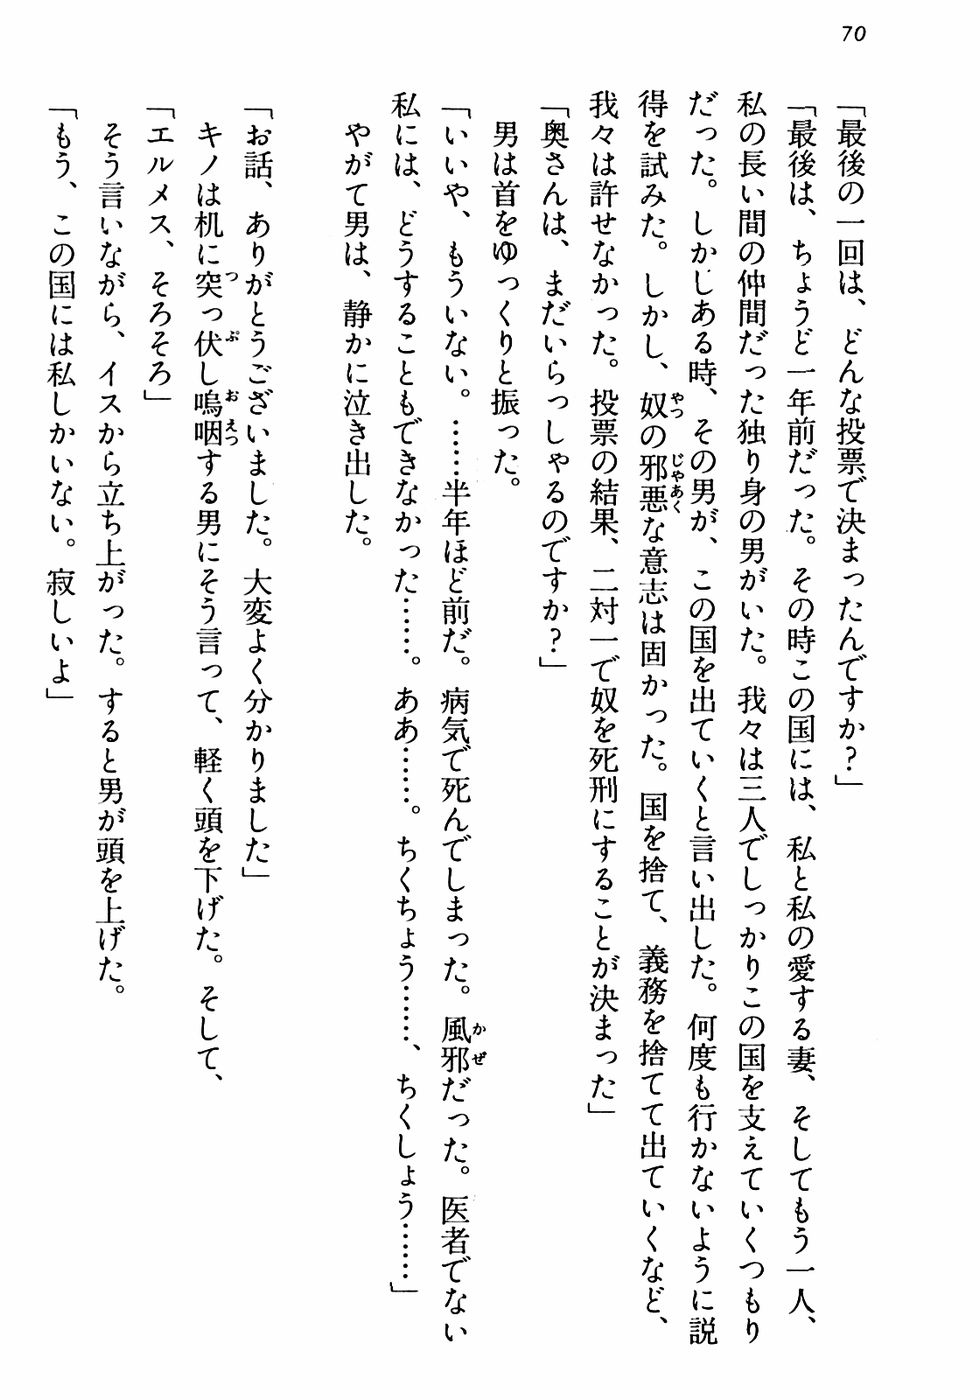 70
「最後の一回は、どんな投票で決まったんですか?」
「最後は、ちょうど一年前だった。その時この国には、私と私の愛する妻、そしてもう一人、
私の長い間の仲間だった独り身の男がいた。我々は三人でしっかりこの国を支えていくつもり
だった。しかしある時、その男が、この国を出ていくと言い出した。何度も行かないように説
得を試みた。しかし、奴の邪悪な意志は固かった。国を捨て、義務を捨てて出ていくなど、
我々は許せなかった。投票の結果、二対一で奴を死刑にすることが決まった」
「奥さんは、まだいらっしゃるのですか?」
男は首をゆっくりと振った。
「いいや、もういない。……半年ほど前だ。病気で死んでしまった。風邪だった。医者でない
私には、どうすることもできなかった……。ああ……。ちくちょう……、ちくしょう……」
やがて男は、静かに泣き出した。
「お話、ありがとうございました。大変よく分かりました」
キノは机に突っ伏し嗚咽する男にそう言って、軽く頭を下げた。そして、
「エルメス、そろそろ」
そう言いながら、イスから立ち上がった。すると男が頭を上げた。
「もう、この国には私しかいない。寂しいよ」